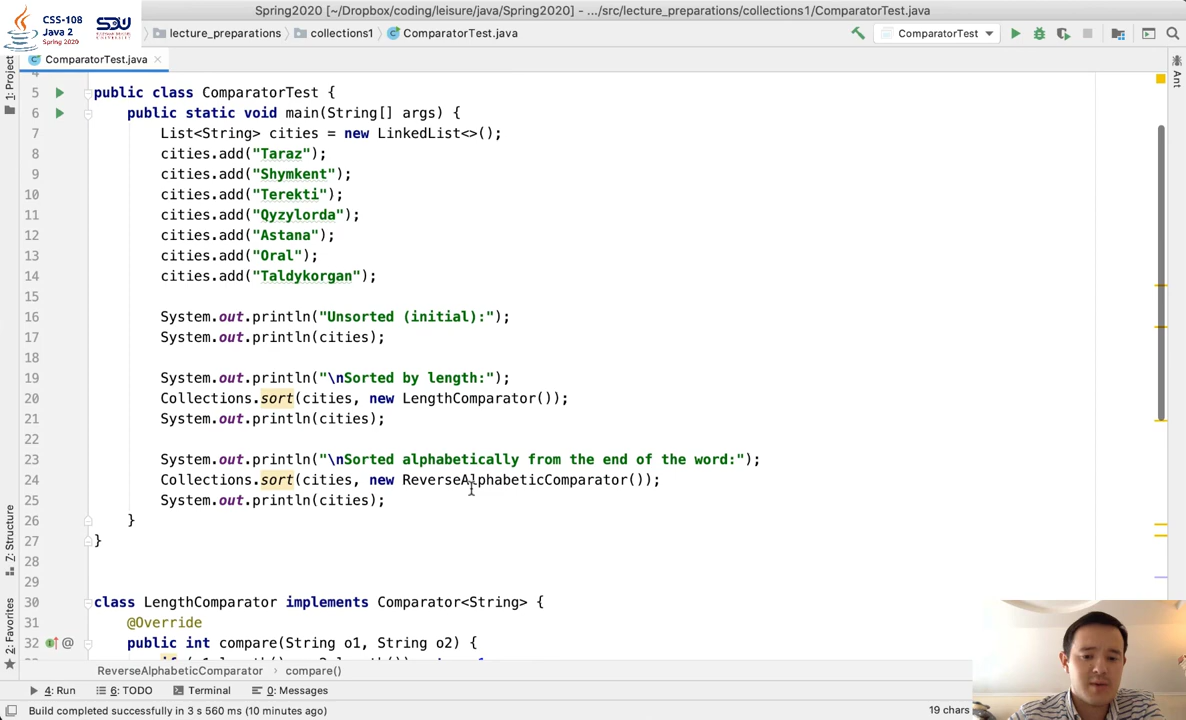 CSS-108
Java 2
Spring 2020
SDU
Spring2020 [~/Dropbox/coding/leisure/java/Spring2020] - .../src/lecture_preparations/collections1/ComparatorTest.java
lecture_preparations
collections1
ComparatorTest.java
ComparatorTest
ComparatorTest.java
1: Project
Ant
4
5 public class ComparatorTest {
6 public static void main(String[] args) {
7 List<String> cities = new LinkedList<>();
8 cities.add("Taraz");
9 cities.add("Shymkent");
10 cities.add("Terekti");
11 cities.add("Qyzylorda");
12 cities.add("Astana");
13 cities.add("Oral");
14 cities.add("Taldykorgan");
15
16 System.out.println("Unsorted (initial):");
17 System.out.println(cities);
18
19 System.out.println("\nSorted by length:");
20 Collections.sort(cities, new LengthComparator());
21 System.out.println(cities);
22
23 System.out.println("\nSorted alphabetically from the end of the word:");
24 Collections.sort(cities, new ReverseAlphabeticComparator());
25 System.out.println(cities);
26 }
27 }
28
29
30 class LengthComparator implements Comparator<String> {
31 @Override
32 @ public int compare(String o1, String o2) {
7: Structure
2: Favorites
ReverseAlphabeticComparator
compare()
4: Run
6: TODO
Terminal
0: Messages
Build completed successfully in 3 s 560 ms (10 minutes ago)
19 chars